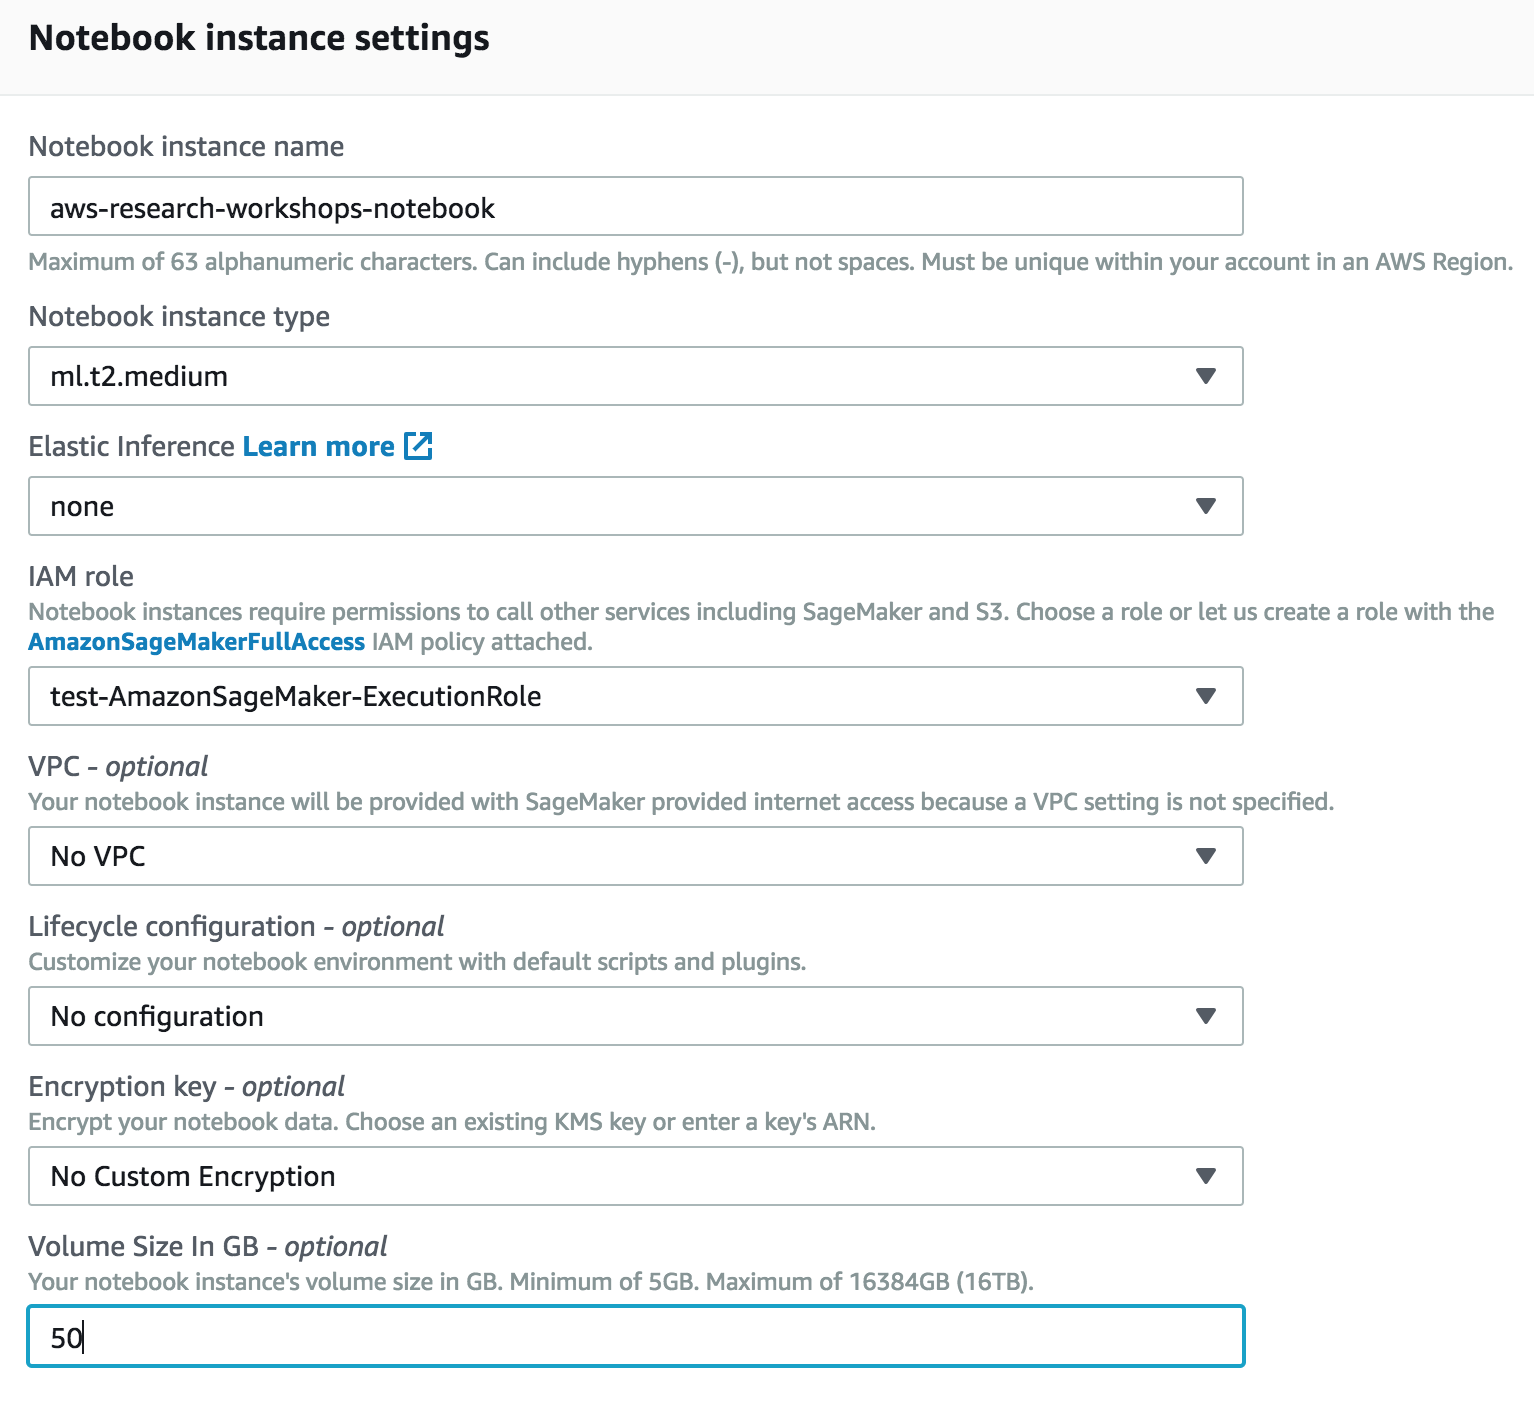 Notebook instance settings
Notebook instance name
aws-research-workshops-notebook
Maximum of 63 alphanumeric characters. Can include hyphens (-), but not spaces. Must be unique within your account in an AWS Region.
Notebook instance type
ml.t2.medium
Elastic Inference Learn more
none
IAM role
Notebook instances require permissions to call other services including SageMaker and S3. Choose a role or let us create a role with the
AmazonSageMakerFullAccess IAM policy attached.
test-AmazonSageMaker-ExecutionRole
VPC - optional
Your notebook instance will be provided with SageMaker provided internet access because a VPC setting is not specified.
No VPC
Lifecycle configuration - optional
Customize your notebook environment with default scripts and plugins.
No configuration
Encryption key - optional
Encrypt your notebook data. Choose an existing KMS key or enter a key's ARN.
No Custom Encryption
Volume Size In GB - optional
Your notebook instance's volume size in GB. Minimum of 5GB. Maximum of 16384GB (16TB).
50